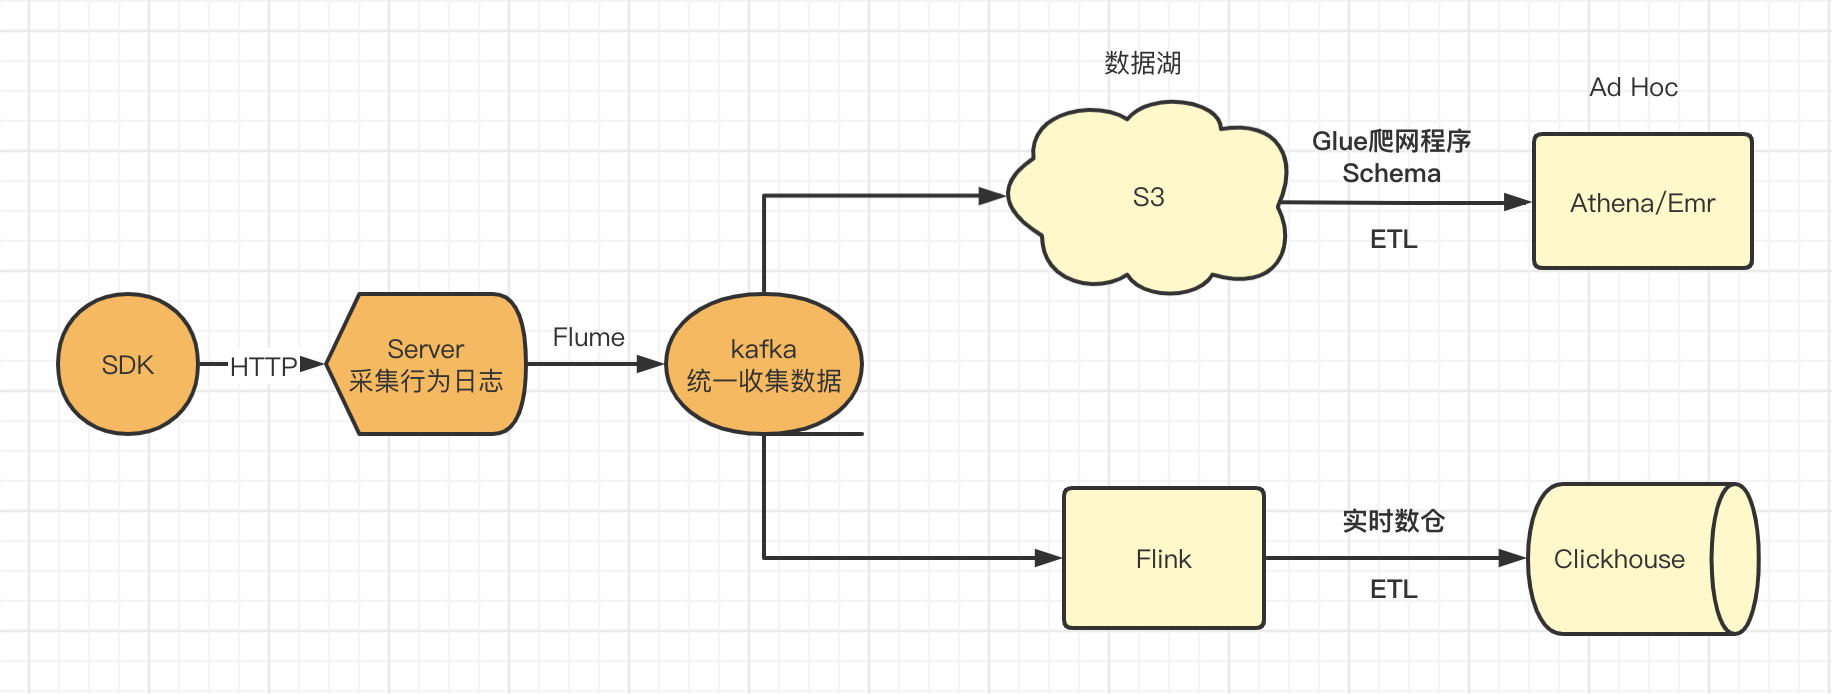 数据湖
Ad Hoc
Glue爬网程序
Schema
S3
Athena/Emr
ETL
SDK
HTTP
Server
采集行为日志
Flume
kafka
统一收集数据
实时数仓
Flink
Clickhouse
ETL